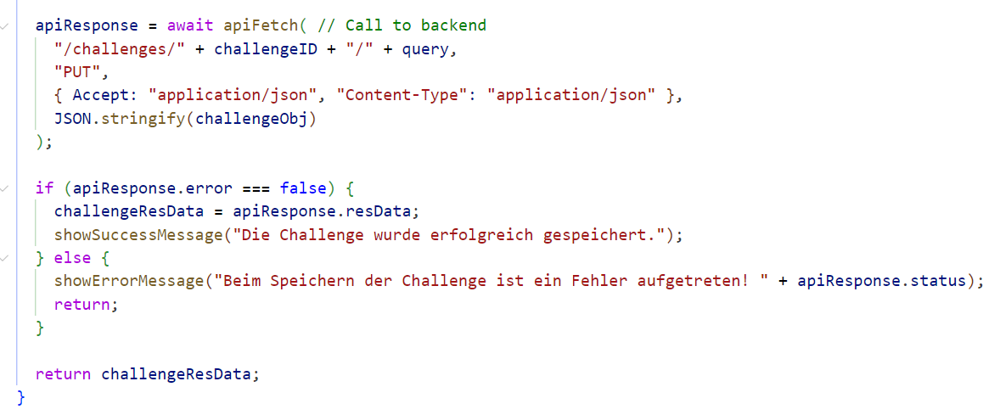 apiResponse = await apiFetch( // Call to backend
"/challenges/" + challengeID + "/" + query,
"PUT",
{ Accept: "application/json", "Content-Type": "application/json" },
JSON.stringify(challengeObj)
);
if (apiResponse.error === false) {
challengeResData = apiResponse.resData;
showSuccessMessage("Die Challenge wurde erfolgreich gespeichert.");
} else {
showErrorMessage("Beim Speichern der Challenge ist ein Fehler aufgetreten! " + apiResponse.status);
return;
}
return challengeResData;
}